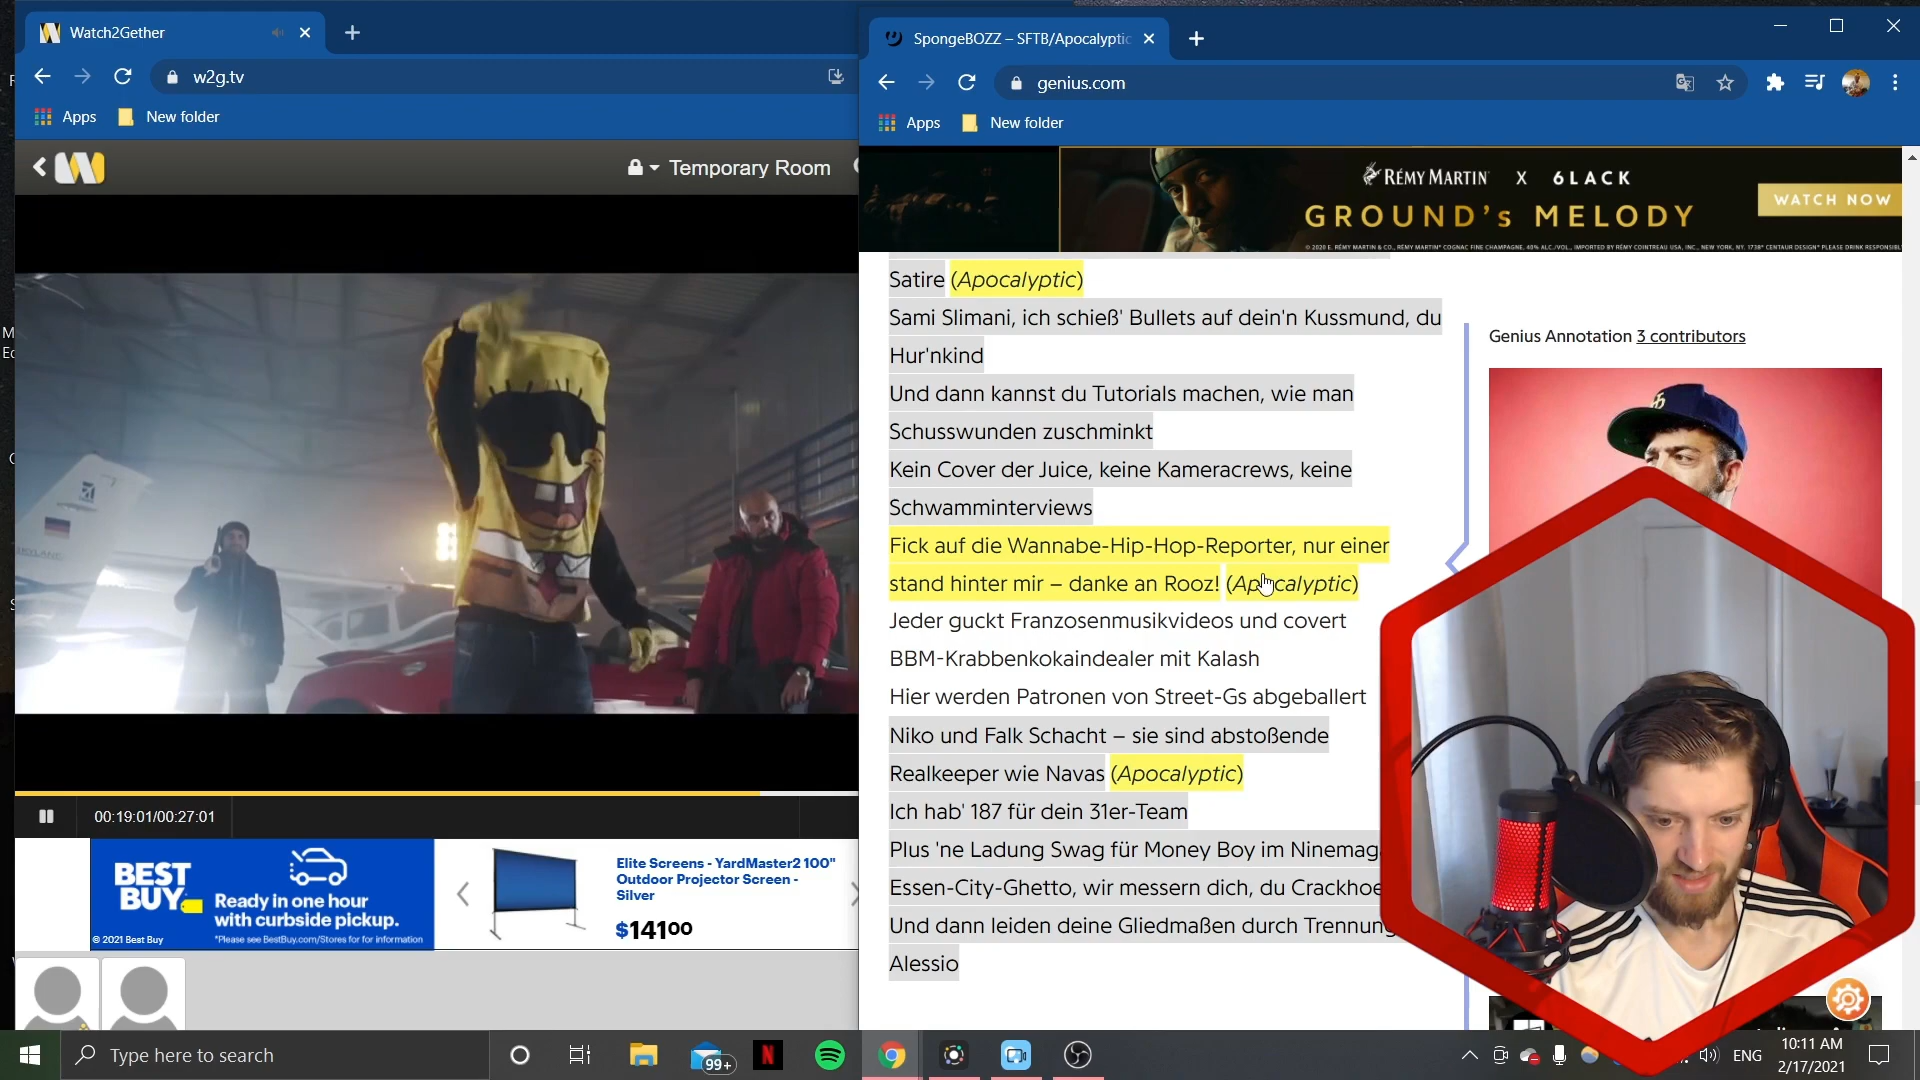 Watch2Gether
w2g.tv
Apps
New folder
Temporary Room
00:19:01/00:27:01
BEST
BUY
Ready in one hour
with curbside pickup.
© 2021 Best Buy
*Please see BestBuy.com/Stores for for information
Elite Screens - YardMaster2 100"
Outdoor Projector Screen -
Silver
$14100
SpongeBOZZ – SFTB/Apocalyptic
genius.com
Apps
New folder
RÉMY MARTIN X 6LACK
GROUND's MELODY
WATCH NOW
Satire (Apocalyptic)
Sami Slimani, ich schieß' Bullets auf dein'n Kussmund, du
Hur'nkind
Und dann kannst du Tutorials machen, wie man
Schusswunden zuschminkt
Kein Cover der Juice, keine Kameracrews, keine
Schwamminterviews
Fick auf die Wannabe-Hip-Hop-Reporter, nur einer
stand hinter mir – danke an Rooz! (Apocalyptic)
Jeder guckt Franzosenmusikvideos und covert
BBM-Krabbenkokaindealer mit Kalash
Hier werden Patronen von Street-Gs abgeballert
Niko und Falk Schacht – sie sind abstoßende
Realkeeper wie Navas (Apocalyptic)
Ich hab' 187 für dein 31er-Team
Plus 'ne Ladung Swag für Money Boy im Ninemag
Essen-City-Ghetto, wir messern dich, du Crackhoe
Und dann leiden deine Gliedmaßen durch Trennung
Alessio
Genius Annotation 3 contributors
Type here to search
99+
ENG
10:11 AM
2/17/2021